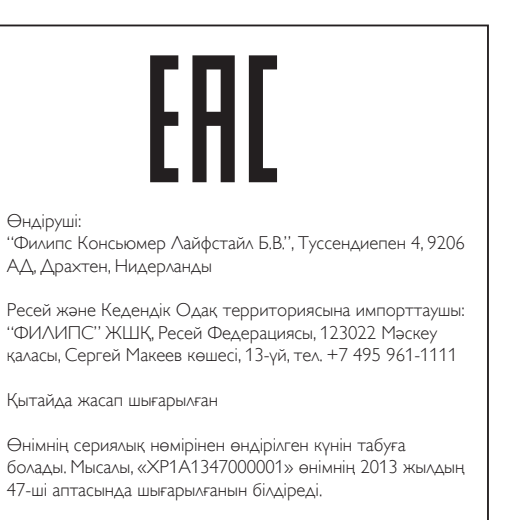 EAC
Өндіруші:
“Филипс Консьюмер Лайфстайл Б.В.”, Туссендиепен 4, 9206
АД, Драхтен, Нидерланды
Ресей және Кедендік Одақ территориясына импорттаушы:
“ФИЛИПС” ЖШҚ, Ресей Федерациясы, 123022 Мәскеу
қаласы, Сергей Макеев көшесі, 13-үй, тел. +7 495 961-1111
Қытайда жасап шығарылған
Өнімнің сериялық нөмірінен өндірілген күнін табуға
болады. Мысалы, «XP1A1347000001» өнімнің 2013 жылдың
47-ші аптасында шығарылғанын білдіреді.